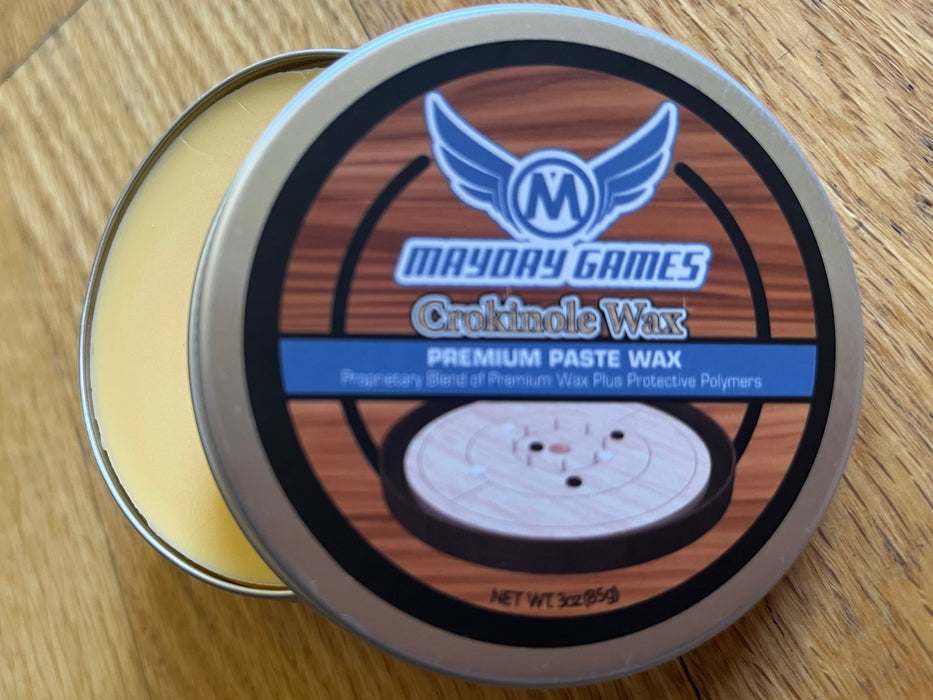 M
MAYDAY GAMES
Crokinole Wax
PREMIUM PASTE WAX
Proprietary Blend of Premium Wax Plus Protective Polymers
NET WT. 3oz (85g)